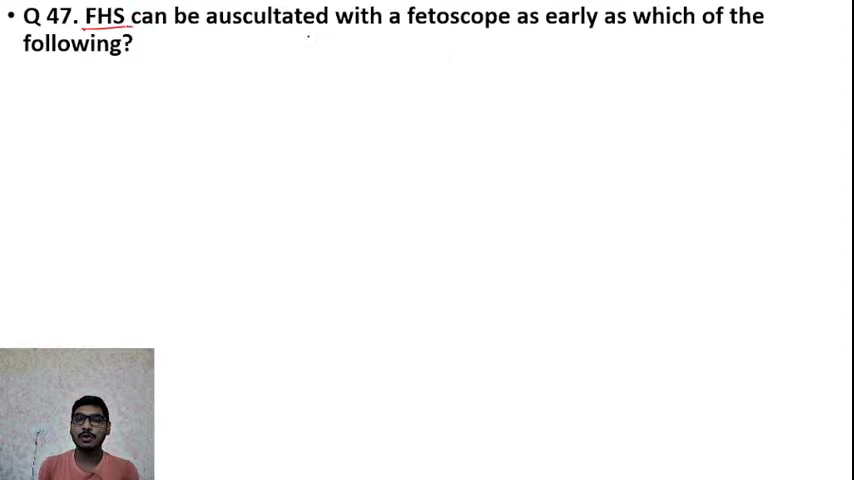 • Q 47. FHS can be auscultated with a fetoscope as early as which of the
following?